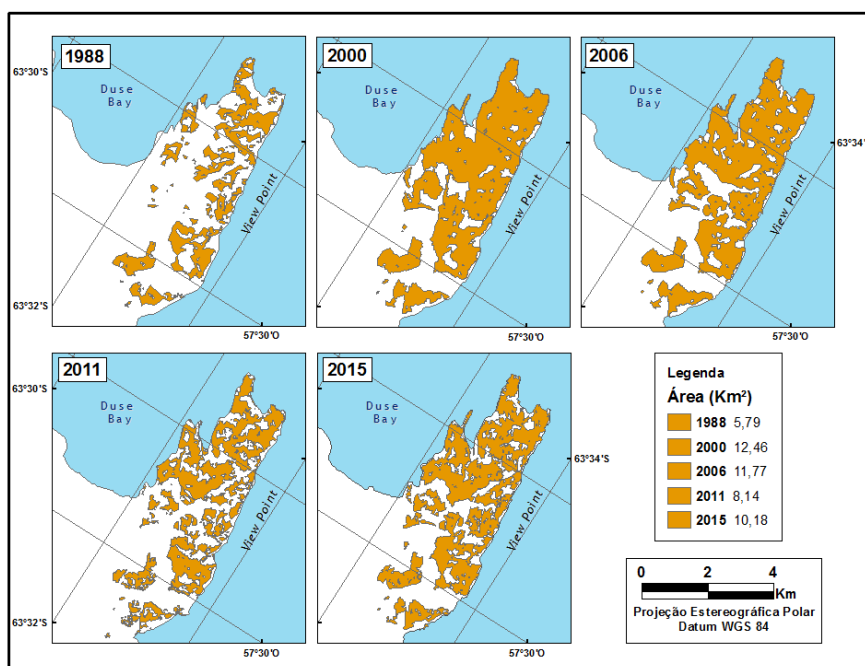 1988
2000
2006
63°30'S
Duse
Bay
Duse
Bay
Duse
Bay
63°34'
View Point
View Point
View Point
63°32'S
57°30'O
57°30'O
57°30'O
2011
2015
63°30'S
Duse
Bay
Duse
Bay
63°34'S
View Point
View Point
63°32'S
57°30'O
57°30'O
Legenda
Área (Km²)
1988 5,79
2000 12,46
2006 11,77
2011 8,14
2015 10,18
0 2 4
Km
Projeção Estereográfica Polar
Datum WGS 84